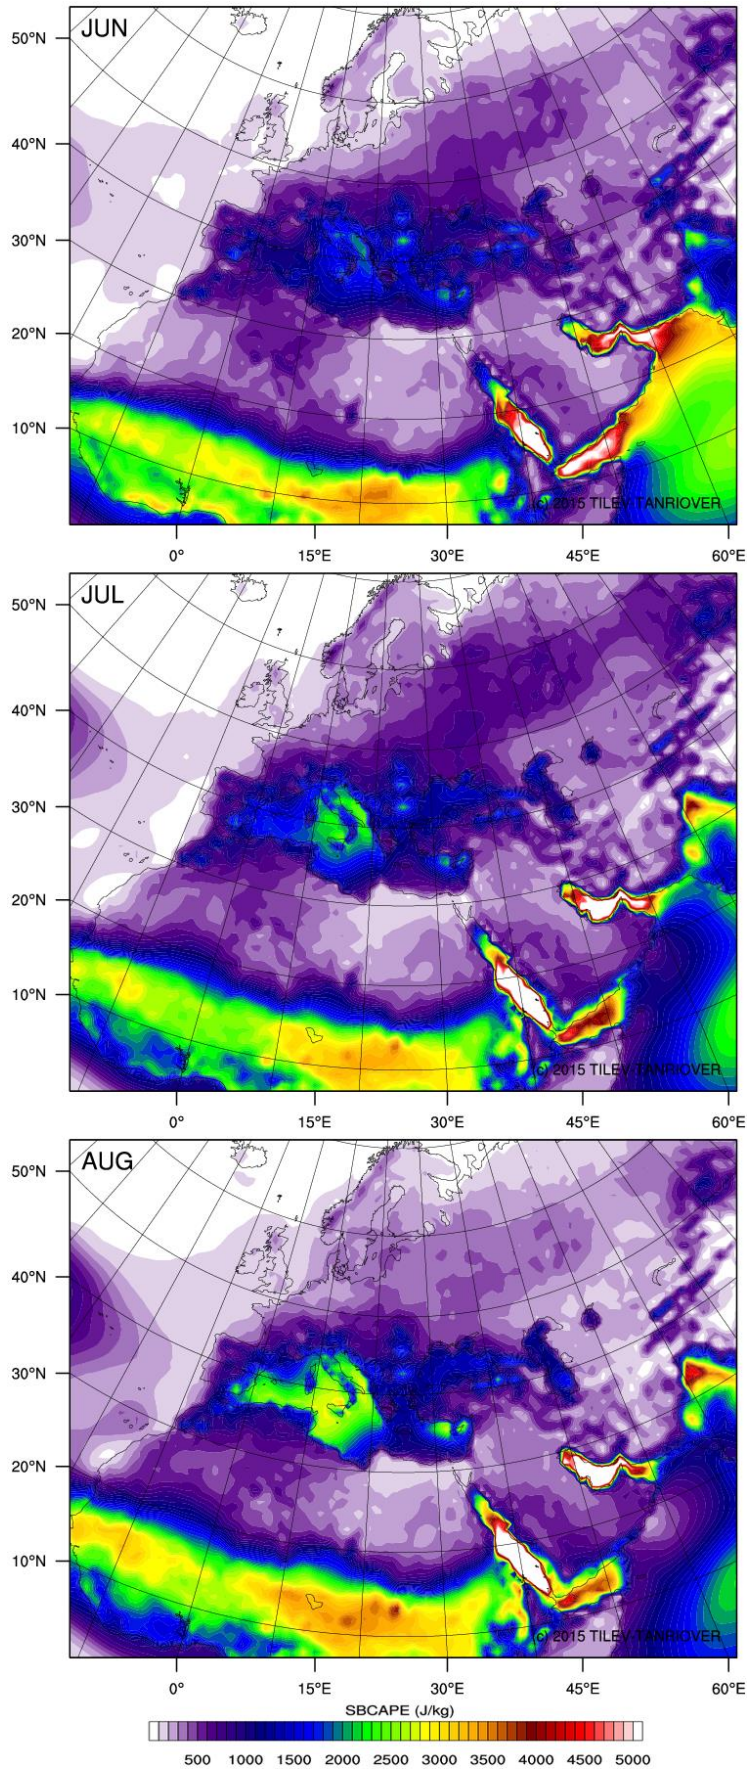 JUN
50°N
40°N
30°N
20°N
10°N
(c) 2015 TILEV-TANRIOVER
0° 15°E 30°E 45°E 60°E
JUL
50°N
40°N
30°N
20°N
10°N
(c) 2015 TILEV-TANRIOVER
0° 15°E 30°E 45°E 60°E
AUG
50°N
40°N
30°N
20°N
10°N
(c) 2015 TILEV-TANRIOVER
0° 15°E 30°E 45°E 60°E
SBCAPE (J/kg)
500 1000 1500 2000 2500 3000 3500 4000 4500 5000